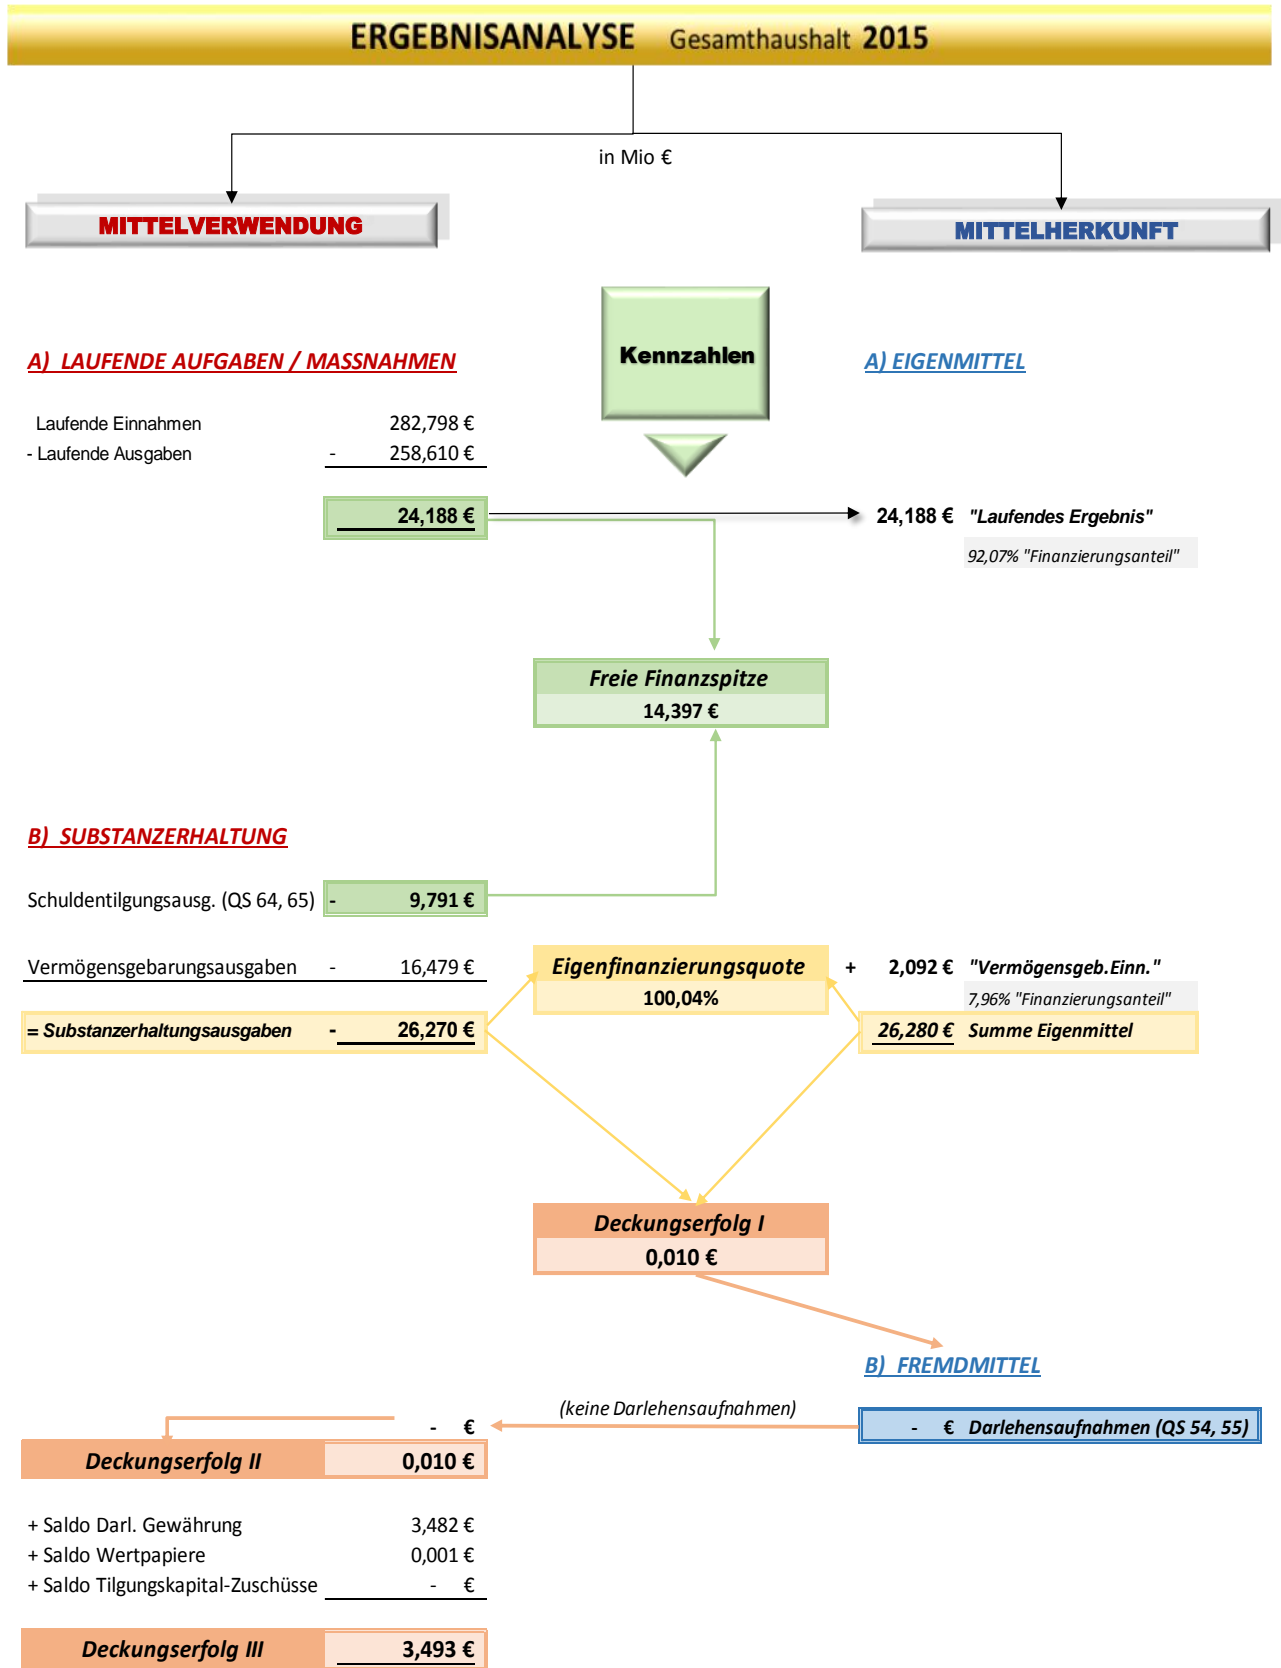 ERGEBNISANALYSE Gesamthaushalt 2015
in Mio €
MITTELVERWENDUNG
MITTELHERKUNFT
Kennzahlen
A) LAUFENDE AUFGABEN / MASSNAHMEN
A) EIGENMITTEL
Laufende Einnahmen 282,798 €
- Laufende Ausgaben - 258,610 €
24,188 €
24,188 € "Laufendes Ergebnis"
92,07% "Finanzierungsanteil"
Freie Finanzspitze
14,397 €
B) SUBSTANZERHALTUNG
Schuldentilgungsausg. (QS 64, 65) - 9,791 €
Vermögensgebarungsausgaben - 16,479 €
Eigenfinanzierungsquote
100,04%
+ 2,092 € "Vermögensgeb.Einn."
7,96% "Finanzierungsanteil"
= Substanzerhaltungsausgaben - 26,270 €
26,280 € Summe Eigenmittel
Deckungserfolg I
0,010 €
B) FREMDMITTEL
(keine Darlehensaufnahmen)
- €
- € Darlehensaufnahmen (QS 54, 55)
Deckungserfolg II 0,010 €
+ Saldo Darl. Gewährung 3,482 €
+ Saldo Wertpapiere 0,001 €
+ Saldo Tilgungskapital-Zuschüsse - €
Deckungserfolg III 3,493 €